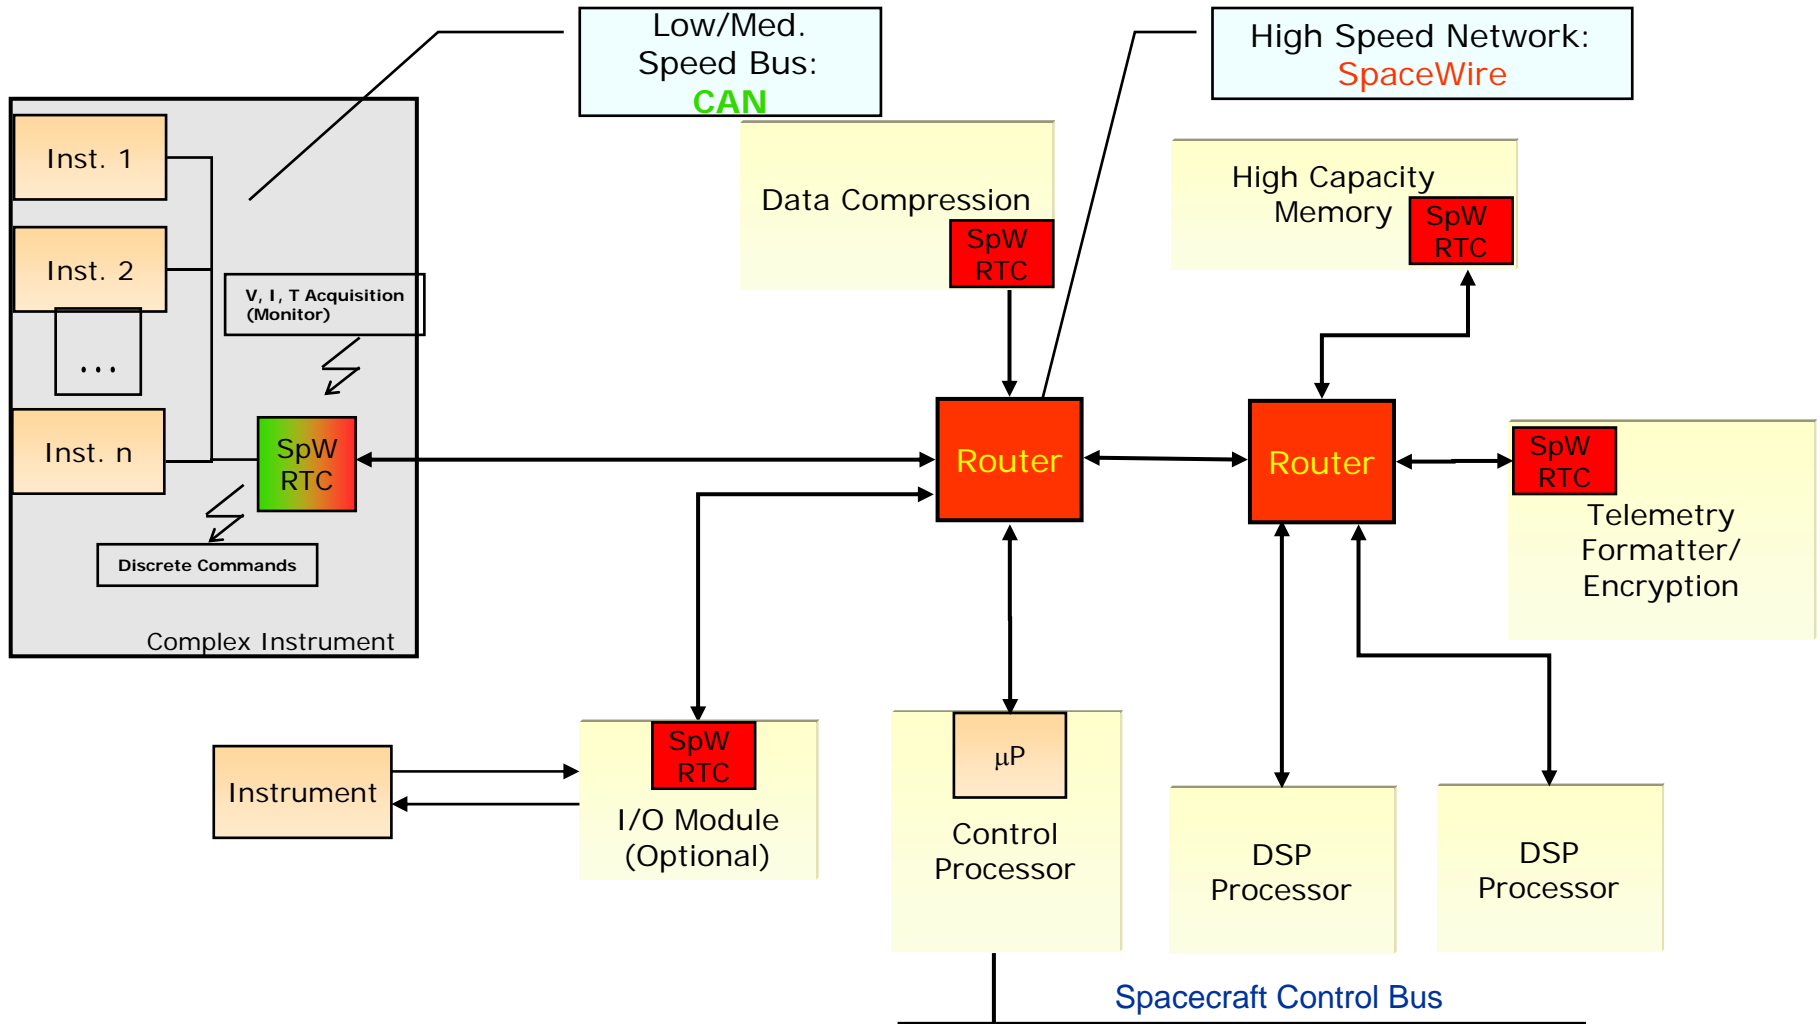 Low/Med.
Speed Bus:
CAN
High Speed Network:
SpaceWire
Inst. 1
Inst. 2
...
Inst. n
V, I, T Acquisition
(Monitor)
SpW
RTC
Discrete Commands
Complex Instrument
Data Compression
SpW
RTC
High Capacity
Memory
SpW
RTC
Router
Router
SpW
RTC
Telemetry
Formatter/
Encryption
Instrument
SpW
RTC
I/O Module
(Optional)
µP
Control
Processor
DSP
Processor
DSP
Processor
Spacecraft Control Bus